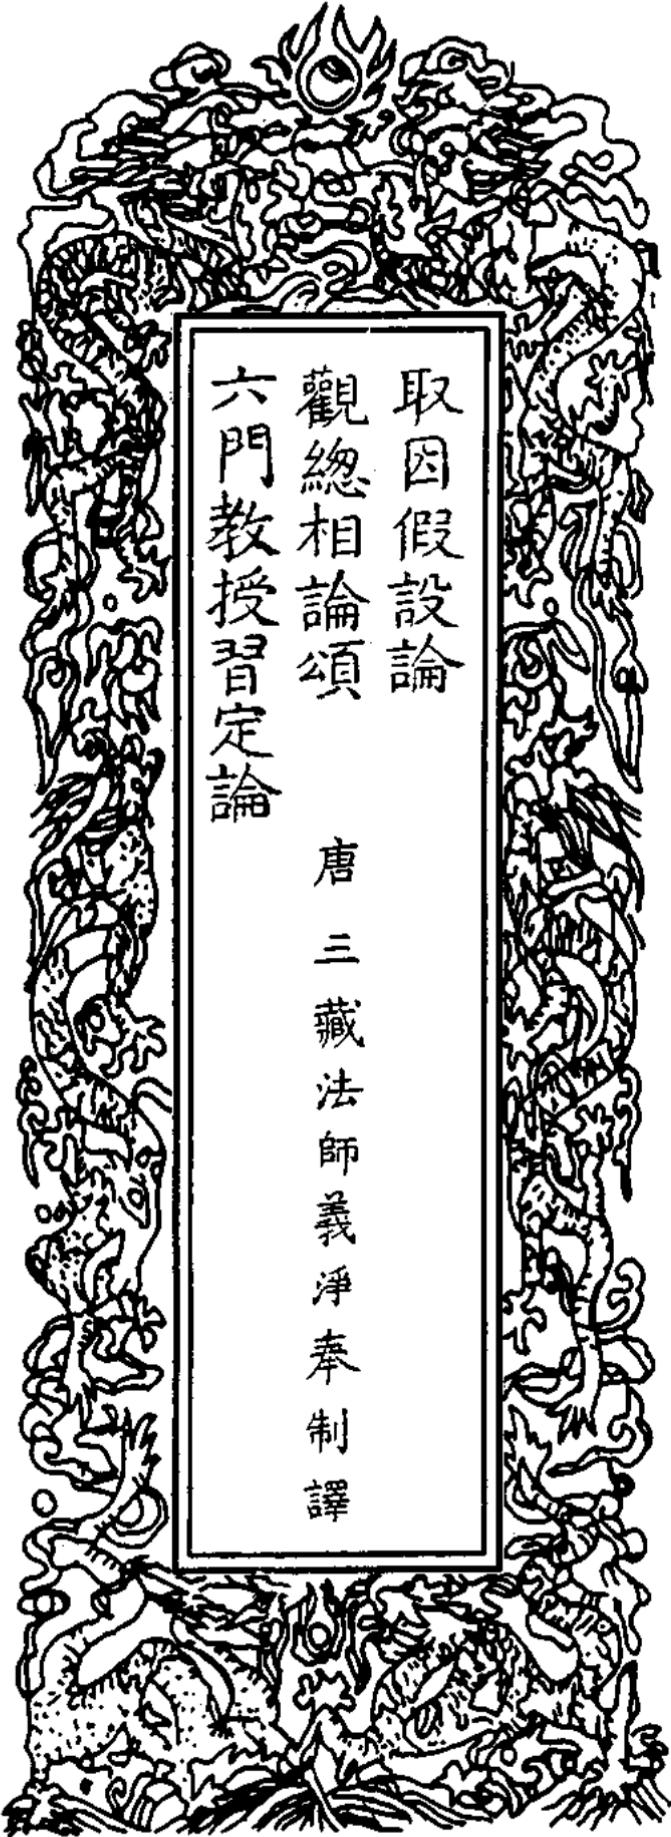 取因假設論
觀總相論頌
六門教授習定論
唐三藏法師義淨奉制譯